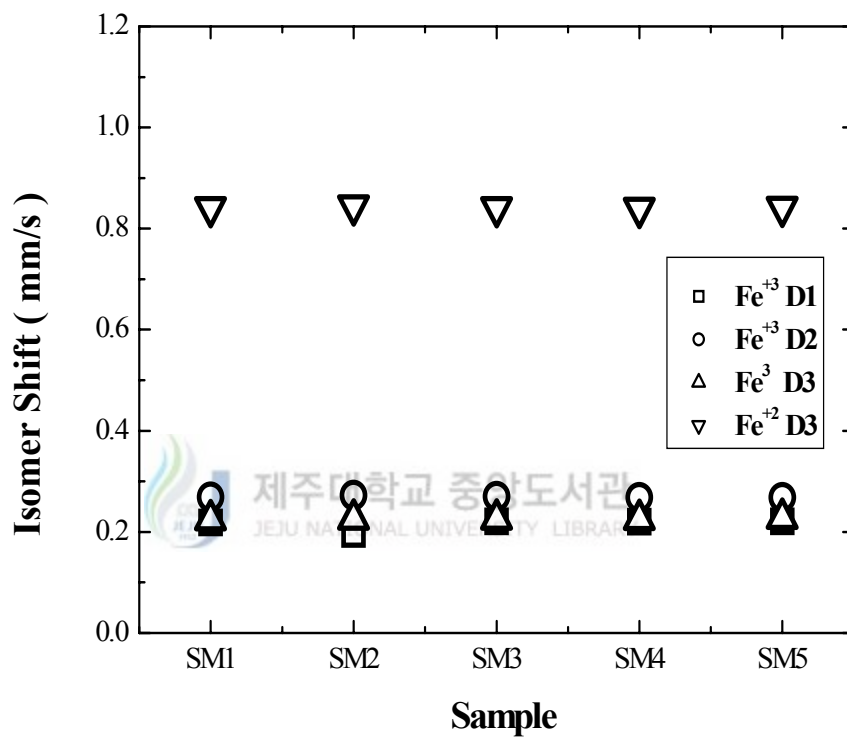 1.2
1.0
0.8
0.6
0.4
0.2
0.0
Isomer Shift ( mm/s )
Fe+3 D1
Fe+3 D2
Fe3 D3
Fe+2 D3
제주대학교 중앙도서관
JEJU NATIONAL UNIVERSITY LIBRARY
SM1 SM2 SM3 SM4 SM5
Sample